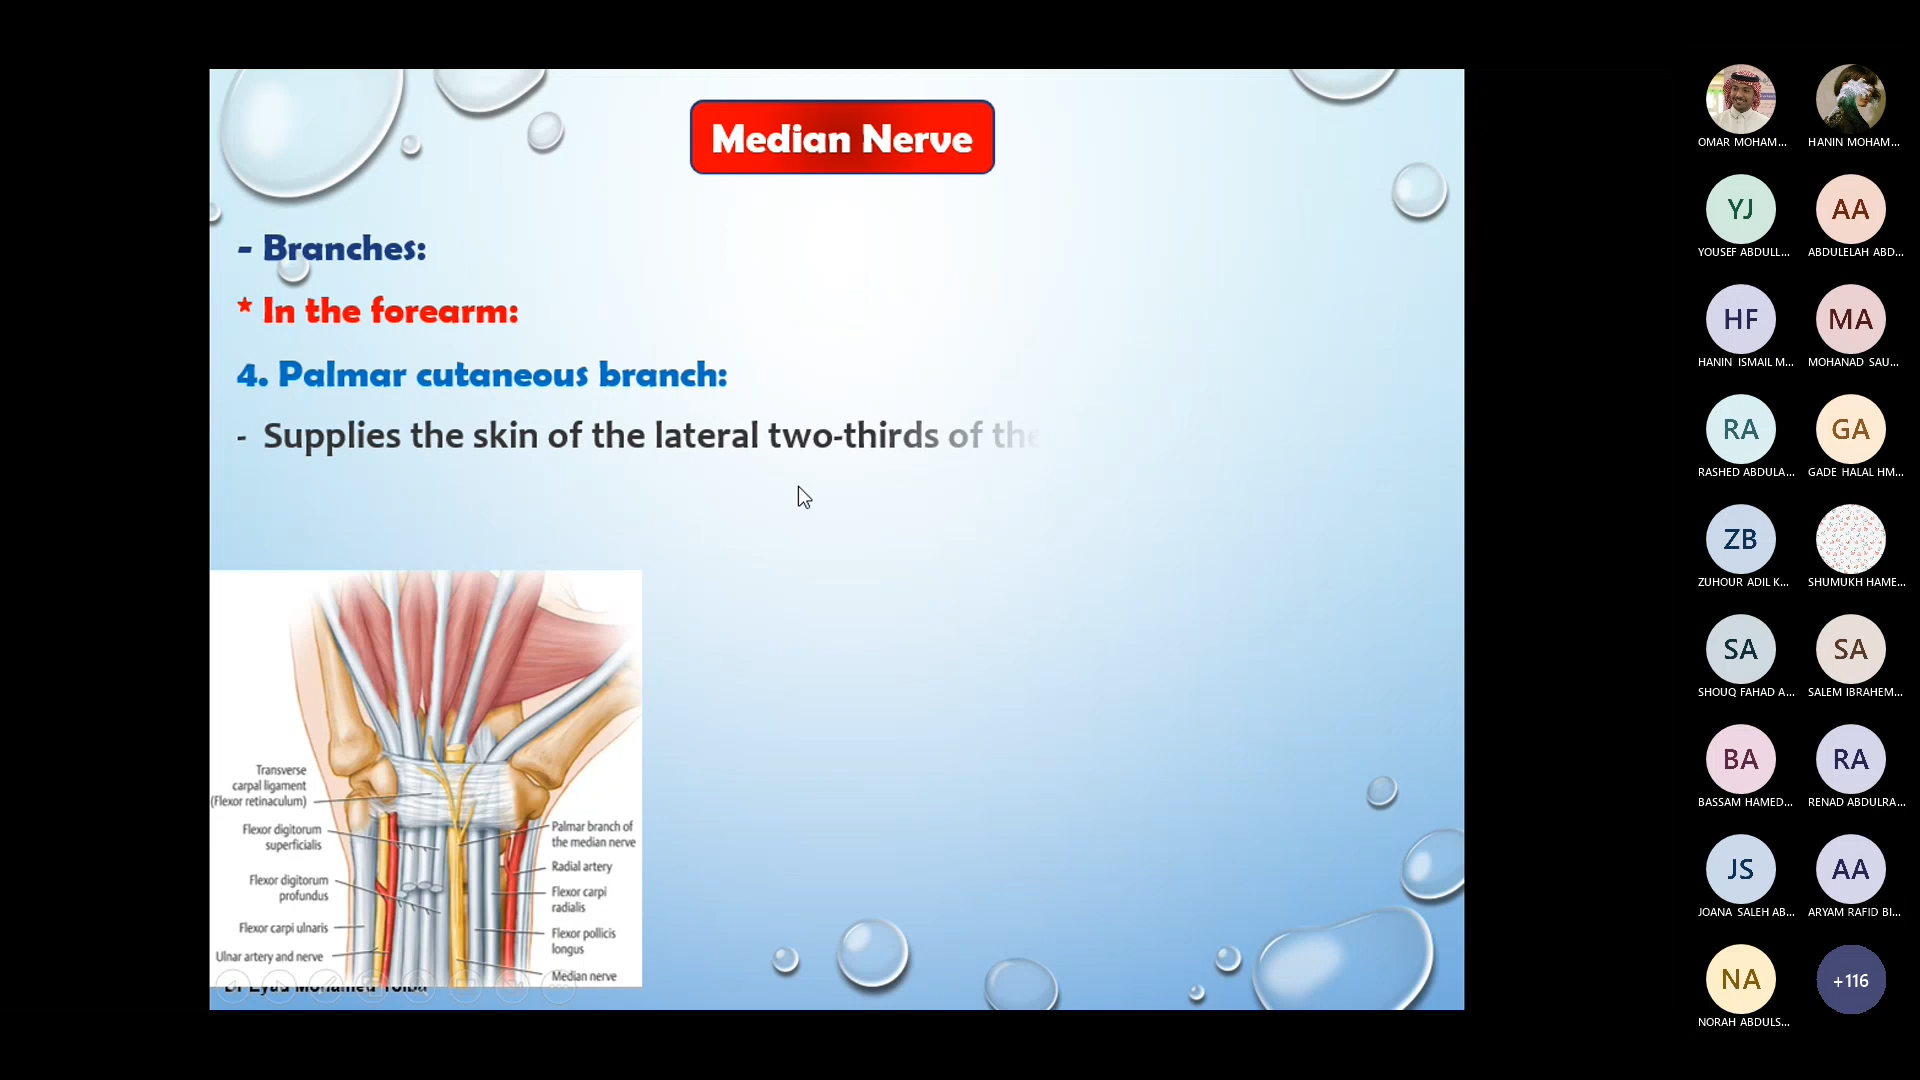 Median Nerve
- Branches:
* In the forearm:
4. Palmar cutaneous branch:
- Supplies the skin of the lateral two-thirds of the
Transverse
carpal ligament
(Flexor retinaculum)
Flexor digitorum
superficialis
Flexor digitorum
profundus
Flexor carpi ulnaris
Ulnar artery and nerve
Palmar branch of
the median nerve
Radial artery
Flexor carpi
radialis
Flexor pollicis
longus
Median nerve
Dr Eyad Mohamed Tolba
OMAR MOHAM...
HANIN MOHAM...
YJ
AA
YOUSEF ABDULL...
ABDULELAH ABD...
HF
MA
HANIN ISMAIL M...
MOHANAD SAU...
RA
GA
RASHED ABDULA...
GADE HALAL HM...
ZB
ZUHOUR ADIL K...
SHUMUKH HAME...
SA
SA
SHOUQ FAHAD A...
SALEM IBRAHEM...
BA
RA
BASSAM HAMED...
RENAD ABDULRA...
JS
AA
JOANA SALEH AB...
ARYAM RAFID BI...
NA
+116
NORAH ABDULS...